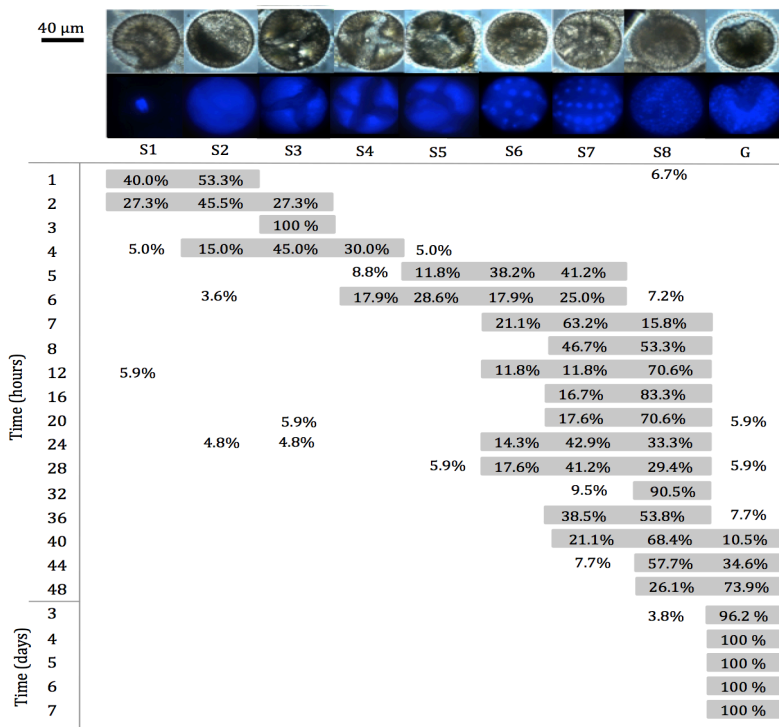 40 µm
S1 S2 S3 S4 S5 S6 S7 S8 G
Time (hours)
1 40.0% 53.3% 6.7%
2 27.3% 45.5% 27.3%
3 100 %
4 5.0% 15.0% 45.0% 30.0% 5.0%
5 8.8% 11.8% 38.2% 41.2%
6 3.6% 17.9% 28.6% 17.9% 25.0% 7.2%
7 21.1% 63.2% 15.8%
8 46.7% 53.3%
12 5.9% 11.8% 11.8% 70.6%
16 16.7% 83.3%
20 5.9% 17.6% 70.6% 5.9%
24 4.8% 4.8% 14.3% 42.9% 33.3%
28 5.9% 17.6% 41.2% 29.4% 5.9%
32 9.5% 90.5%
36 38.5% 53.8% 7.7%
40 21.1% 68.4% 10.5%
44 7.7% 57.7% 34.6%
48 26.1% 73.9%
Time (days)
3 3.8% 96.2 %
4 100 %
5 100 %
6 100 %
7 100 %